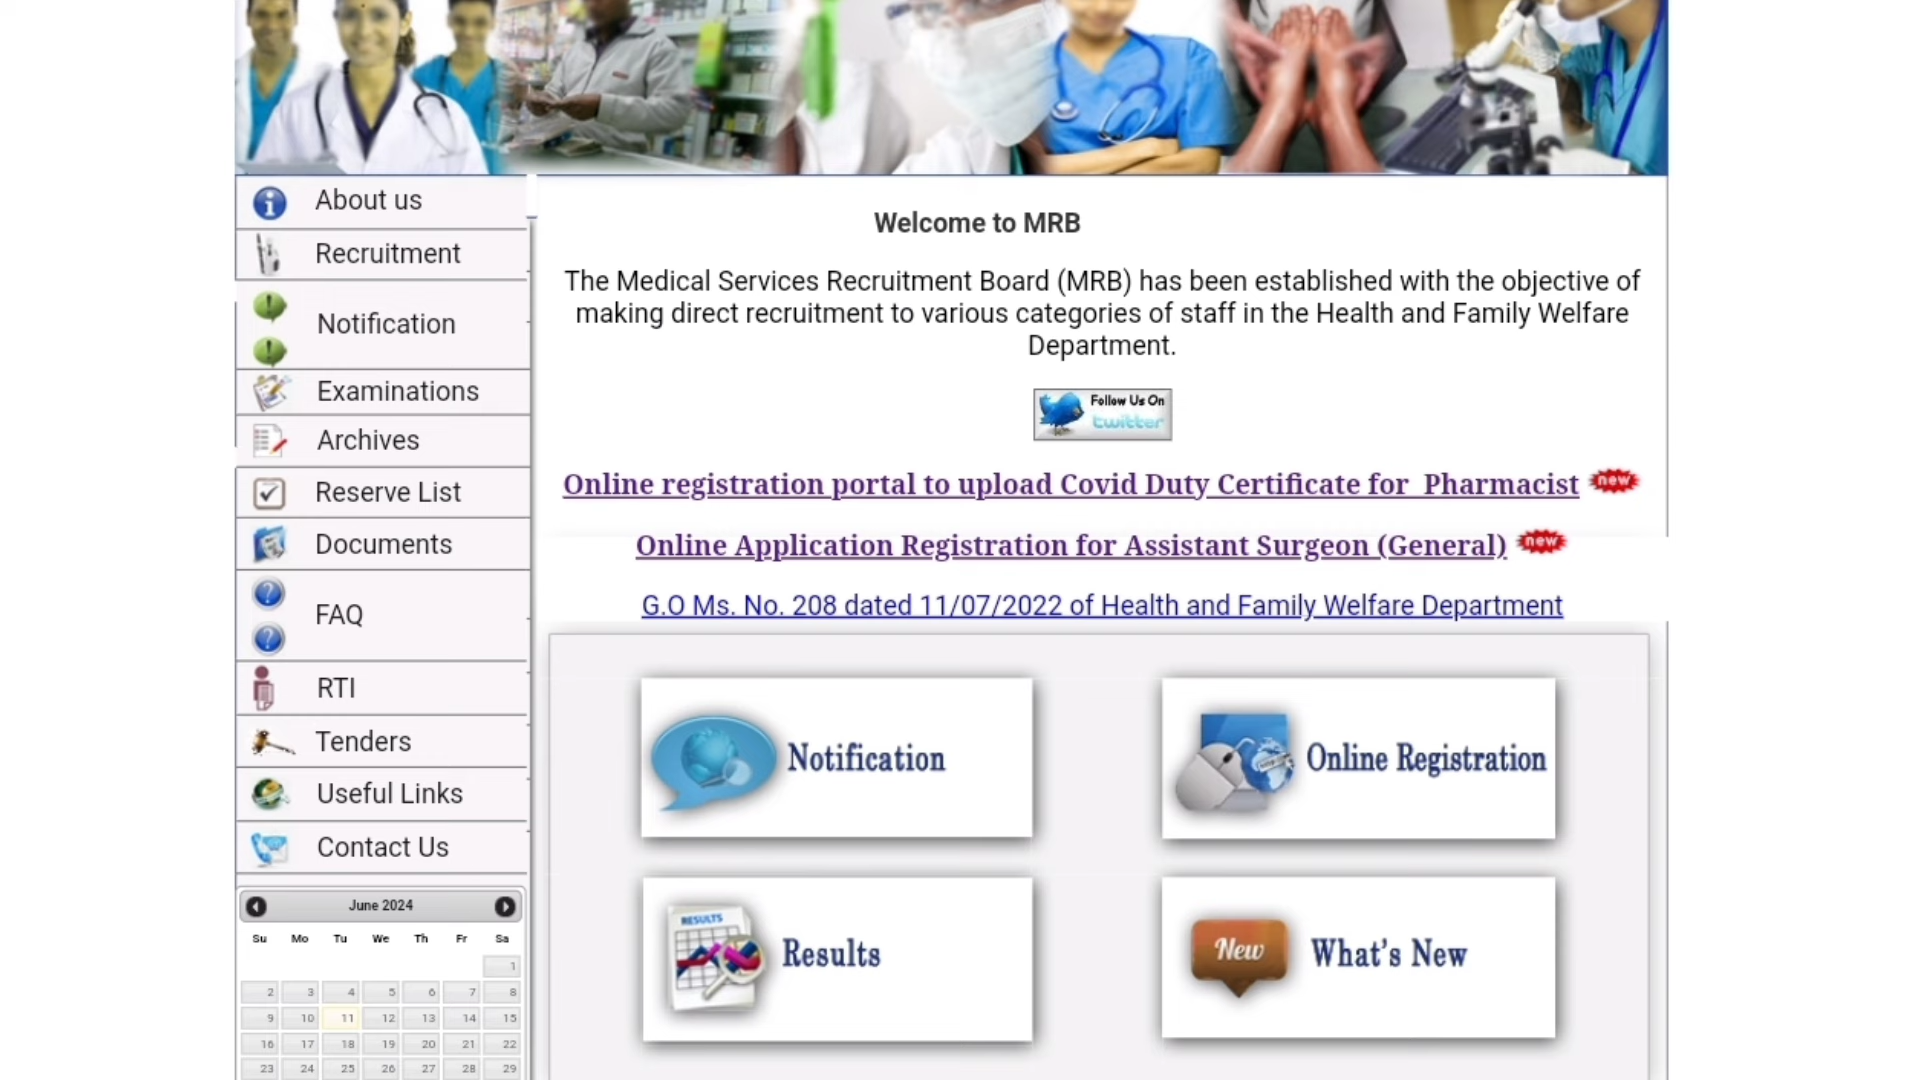 About us
Recruitment
Notification
Examinations
Archives
Reserve List
Documents
FAQ
RTI
Tenders
Useful Links
Contact Us
June 2024
Su Mo Tu We Th Fr Sa
1
2 3 4 5 6 7 8
9 10 11 12 13 14 15
16 17 18 19 20 21 22
23 24 25 26 27 28 29
Welcome to MRB
The Medical Services Recruitment Board (MRB) has been established with the objective of
making direct recruitment to various categories of staff in the Health and Family Welfare
Department.
Follow Us On
twitter
Online registration portal to upload Covid Duty Certificate for Pharmacist new
Online Application Registration for Assistant Surgeon (General) new
G.O Ms. No. 208 dated 11/07/2022 of Health and Family Welfare Department
Notification
Online Registration
RESULTS
Results
New
What's New